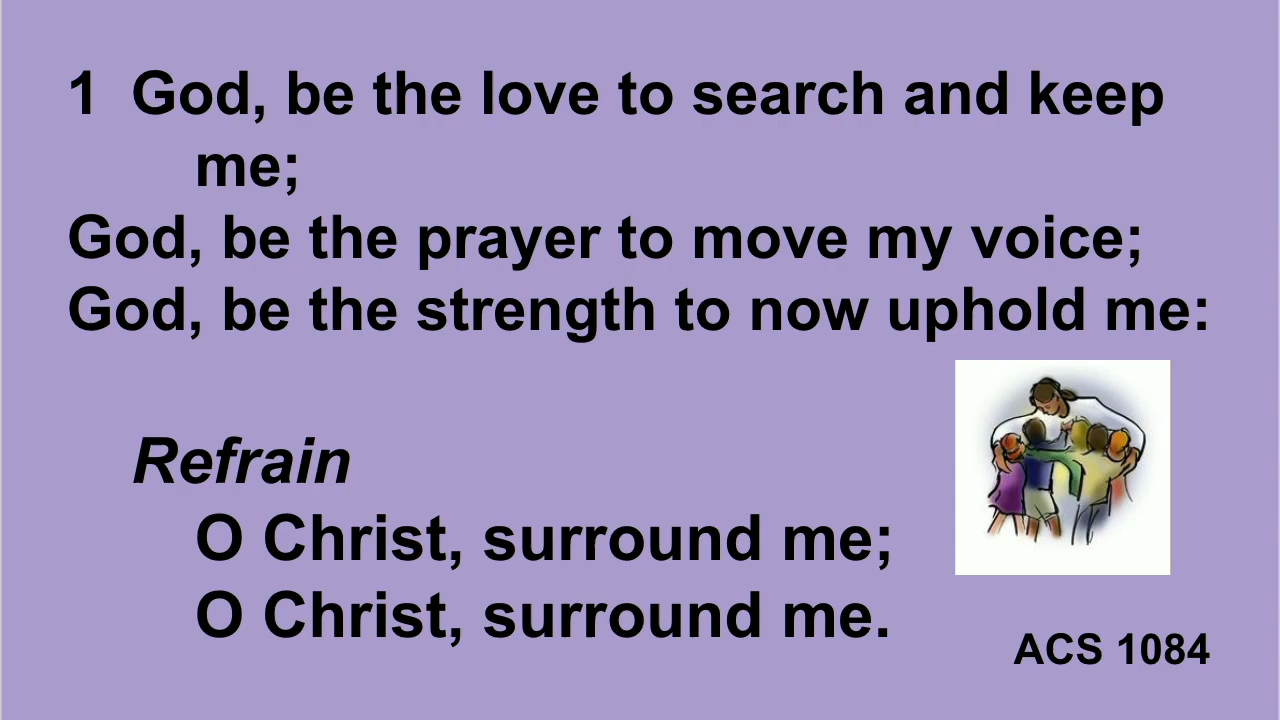 1 God, be the love to search and keep
me;
God, be the prayer to move my voice;
God, be the strength to now uphold me:
Refrain
O Christ, surround me;
O Christ, surround me.
ACS 1084